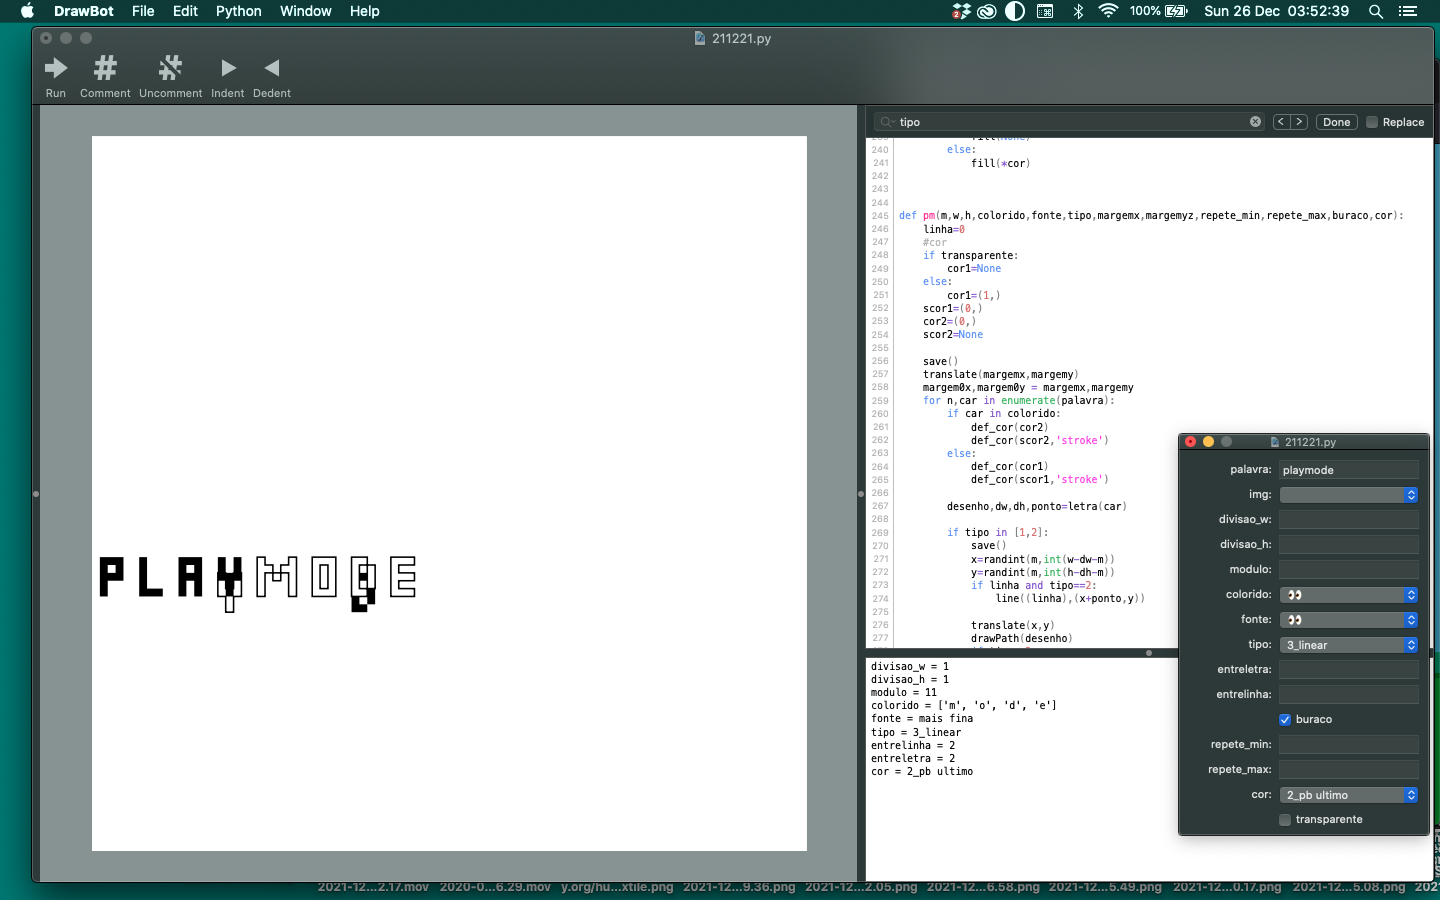 DrawBot File Edit Python Window Help
2 100% Sun 26 Dec 03:52:39
211221.py
Run Comment Uncomment Indent Dedent
tipo Done Replace
240 else:
241 fill(*cor)
242
243
244
245 def pm(m,w,h,colorido,fonte,tipo,margemx,margemyz,repete_min,repete_max,buraco,cor):
246 linha=0
247 #cor
248 if transparente:
249 cor1=None
250 else:
251 cor1=(1,)
252 scor1=(0,)
253 cor2=(0,)
254 scor2=None
255
256 save()
257 translate(margemx,margemy)
258 margem0x,margem0y = margemx,margemy
259 for n,car in enumerate(palavra):
260 if car in colorido:
261 def_cor(cor2)
262 def_cor(scor2,'stroke')
263 else:
264 def_cor(cor1)
265 def_cor(scor1,'stroke')
266
267 desenho,dw,dh,ponto=letra(car)
268
269 if tipo in [1,2]:
270 save()
271 x=randint(m,int(w-dw-m))
272 y=randint(m,int(h-dh-m))
273 if linha and tipo==2:
274 line((linha),(x+ponto,y))
275
276 translate(x,y)
277 drawPath(desenho)
PLAYMODE
divisao_w = 1
divisao_h = 1
modulo = 11
colorido = ['m', 'o', 'd', 'e']
fonte = mais fina
tipo = 3_linear
entrelinha = 2
entreletra = 2
cor = 2_pb ultimo
211221.py
palavra: playmode
img:
divisao_w:
divisao_h:
modulo:
colorido: 👀
fonte: 👀
tipo: 3_linear
entreletra:
entrelinha:
buraco
repete_min:
repete_max:
cor: 2_pb ultimo
transparente
2021-12...2.17.mov 2020-0...6.29.mov y.org/hu...xtile.png 2021-12...9.36.png 2021-12...2.05.png 2021-12...6.58.png 2021-12...5.49.png 2021-12...0.17.png 2021-12...5.08.png